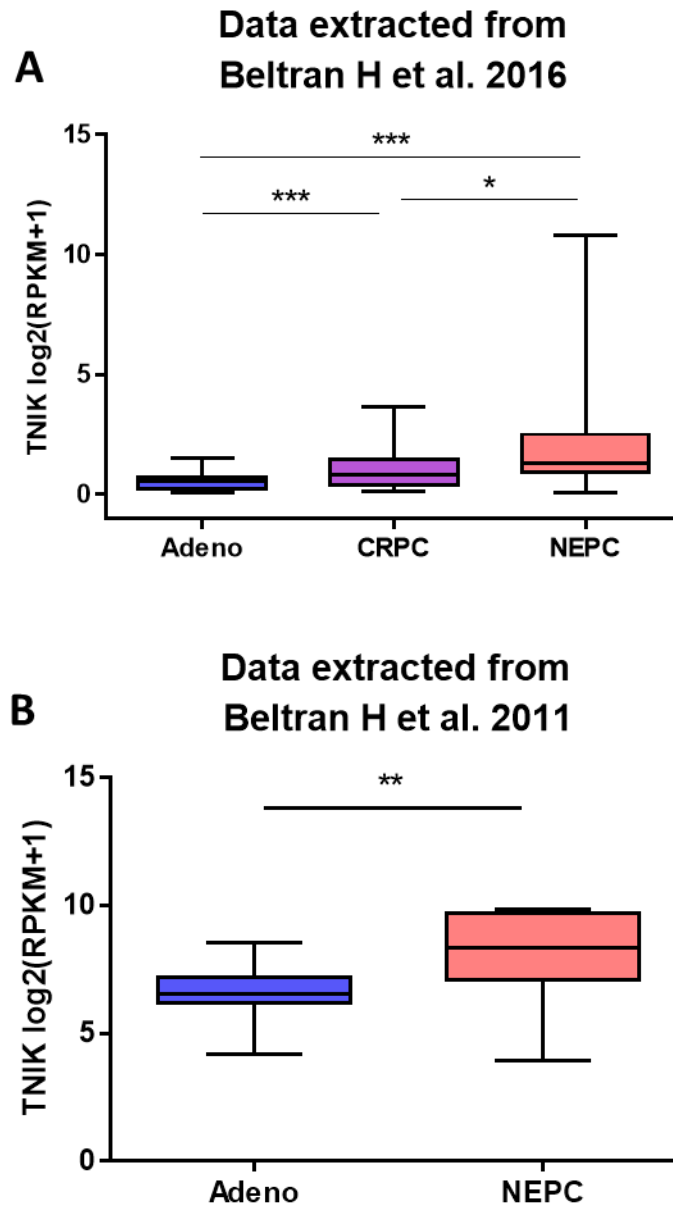 A
Data extracted from
Beltran H et al. 2016
TNIK log2(RPKM+1)
15
10
5
0
***
***
*
Adeno
CRPC
NEPC
B
Data extracted from
Beltran H et al. 2011
TNIK log2(RPKM+1)
15
10
5
0
**
Adeno
NEPC